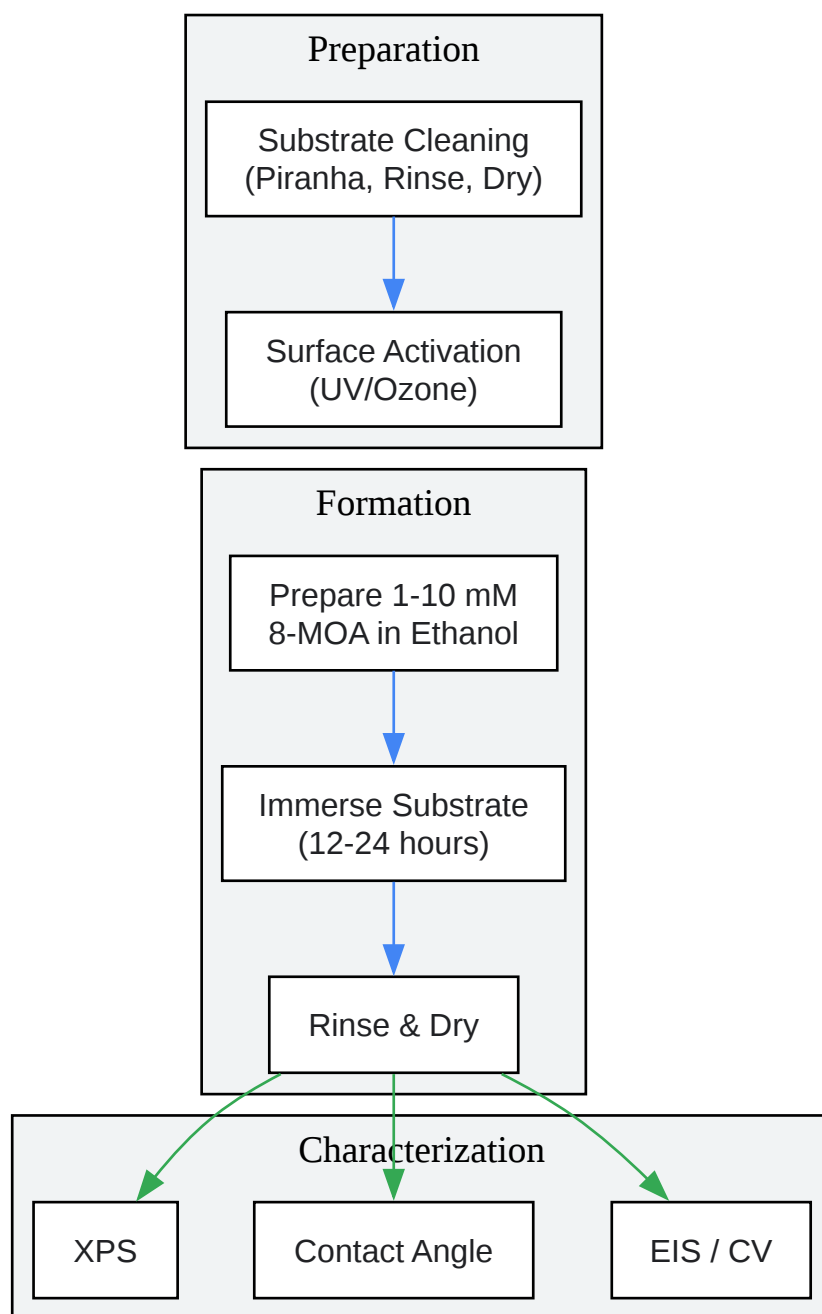 Preparation
Substrate Cleaning
(Piranha, Rinse, Dry)
Surface Activation
(UV/Ozone)
Formation
Prepare 1-10 mM
8-MOA in Ethanol
Immerse Substrate
(12-24 hours)
Rinse & Dry
Characterization
XPS
Contact Angle
EIS / CV